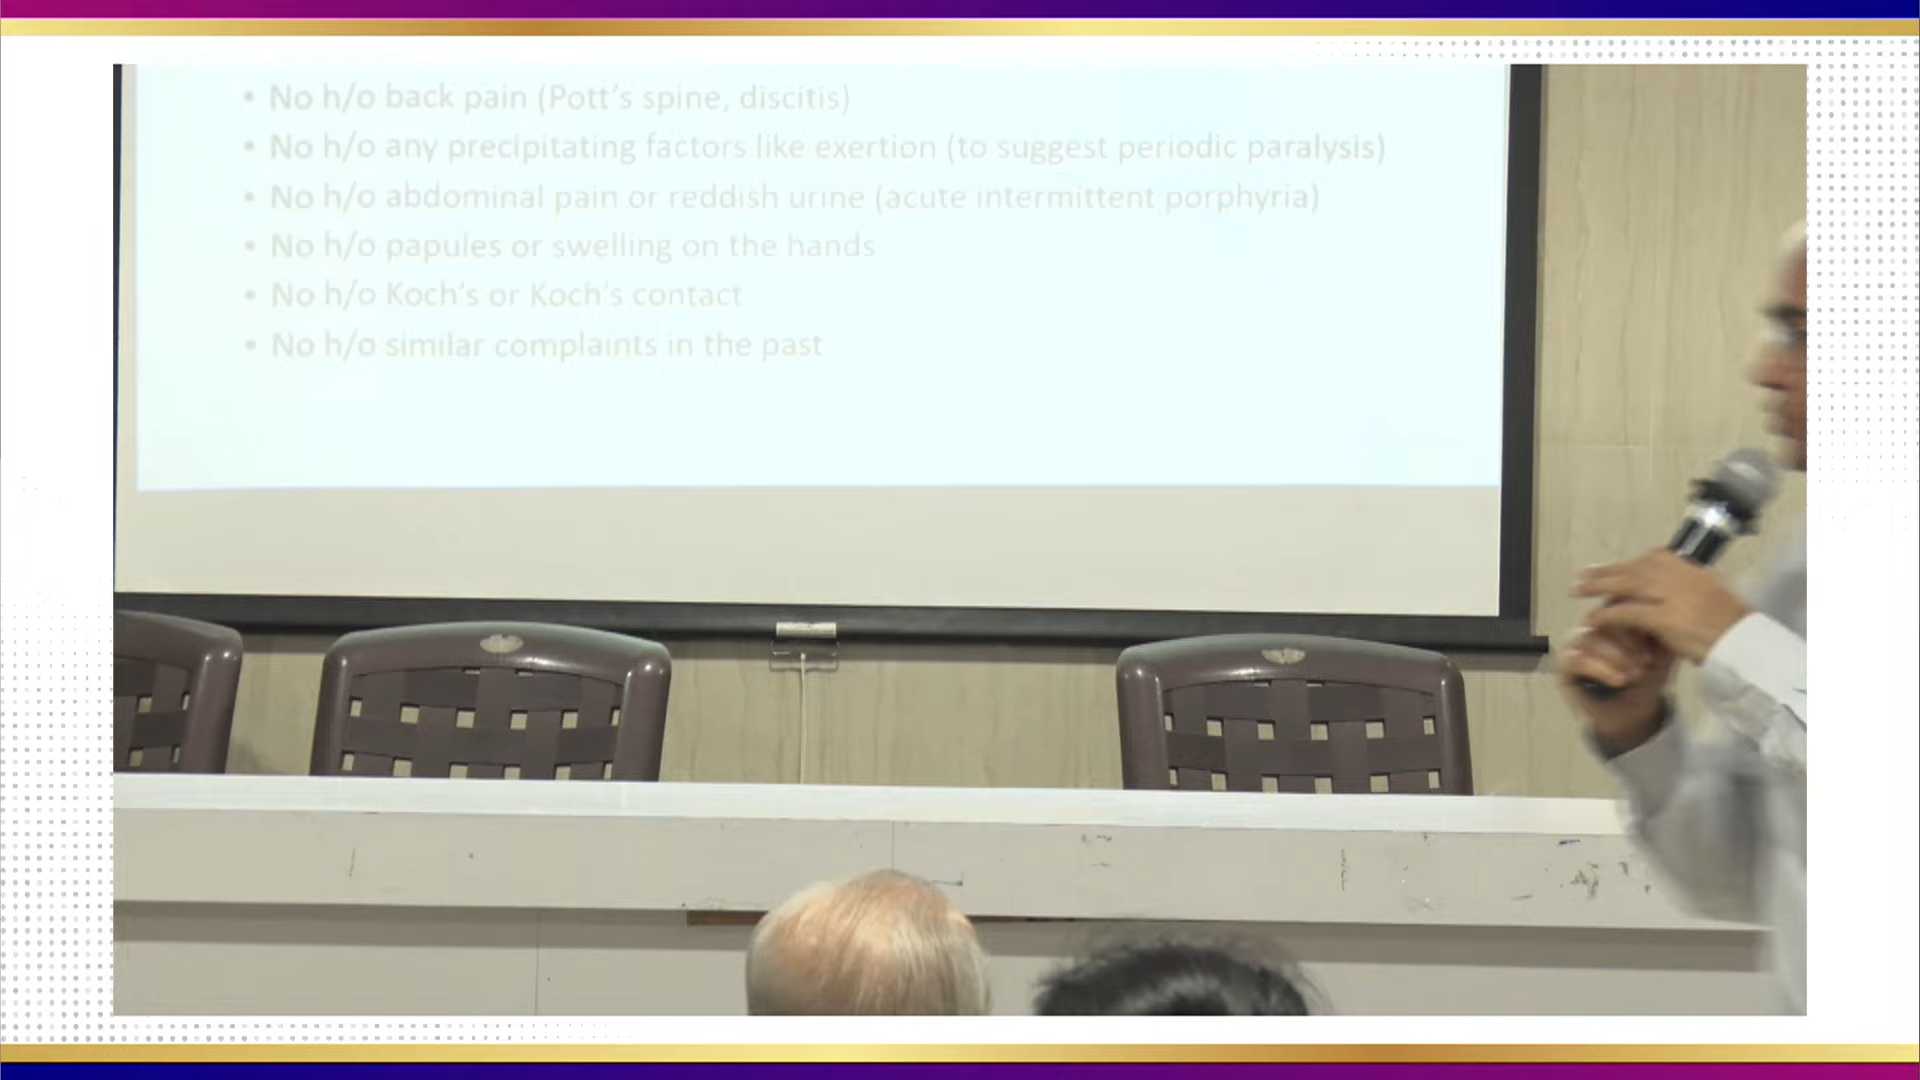 • No h/o back pain (Pott's spine, discitis)
• No h/o any precipitating factors like exertion (to suggest periodic paralysis)
• No h/o abdominal pain or reddish urine (acute intermittent porphyria)
• No h/o papules or swelling on the hands
• No h/o Koch's or Koch's contact
• No h/o similar complaints in the past